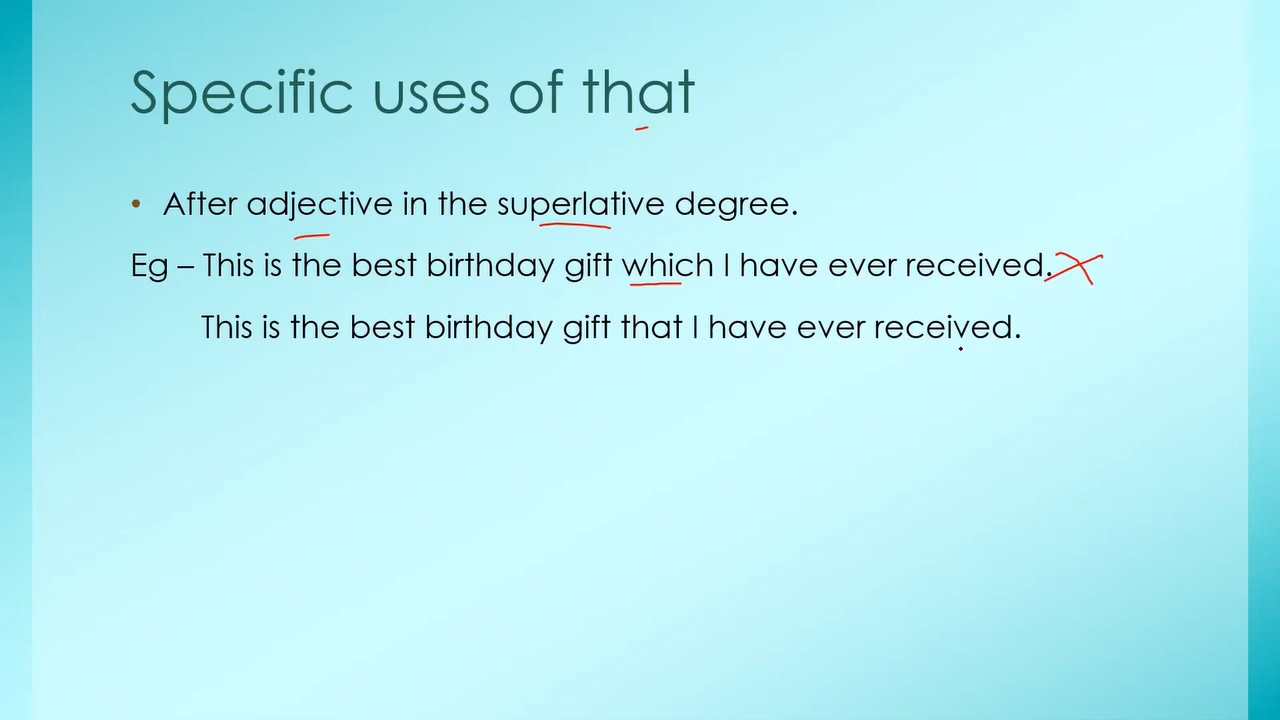 Specific uses of that
• After adjective in the superlative degree.
Eg – This is the best birthday gift which I have ever received.
This is the best birthday gift that I have ever received.